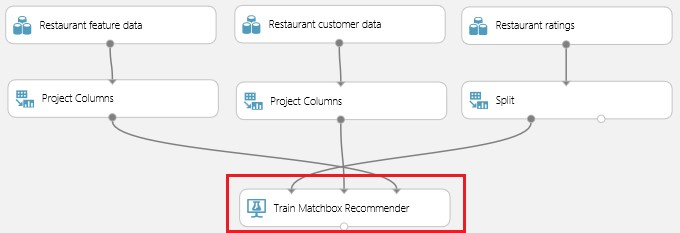 Restaurant feature data
Restaurant customer data
Restaurant ratings
Project Columns
Project Columns
Split
Train Matchbox Recommender